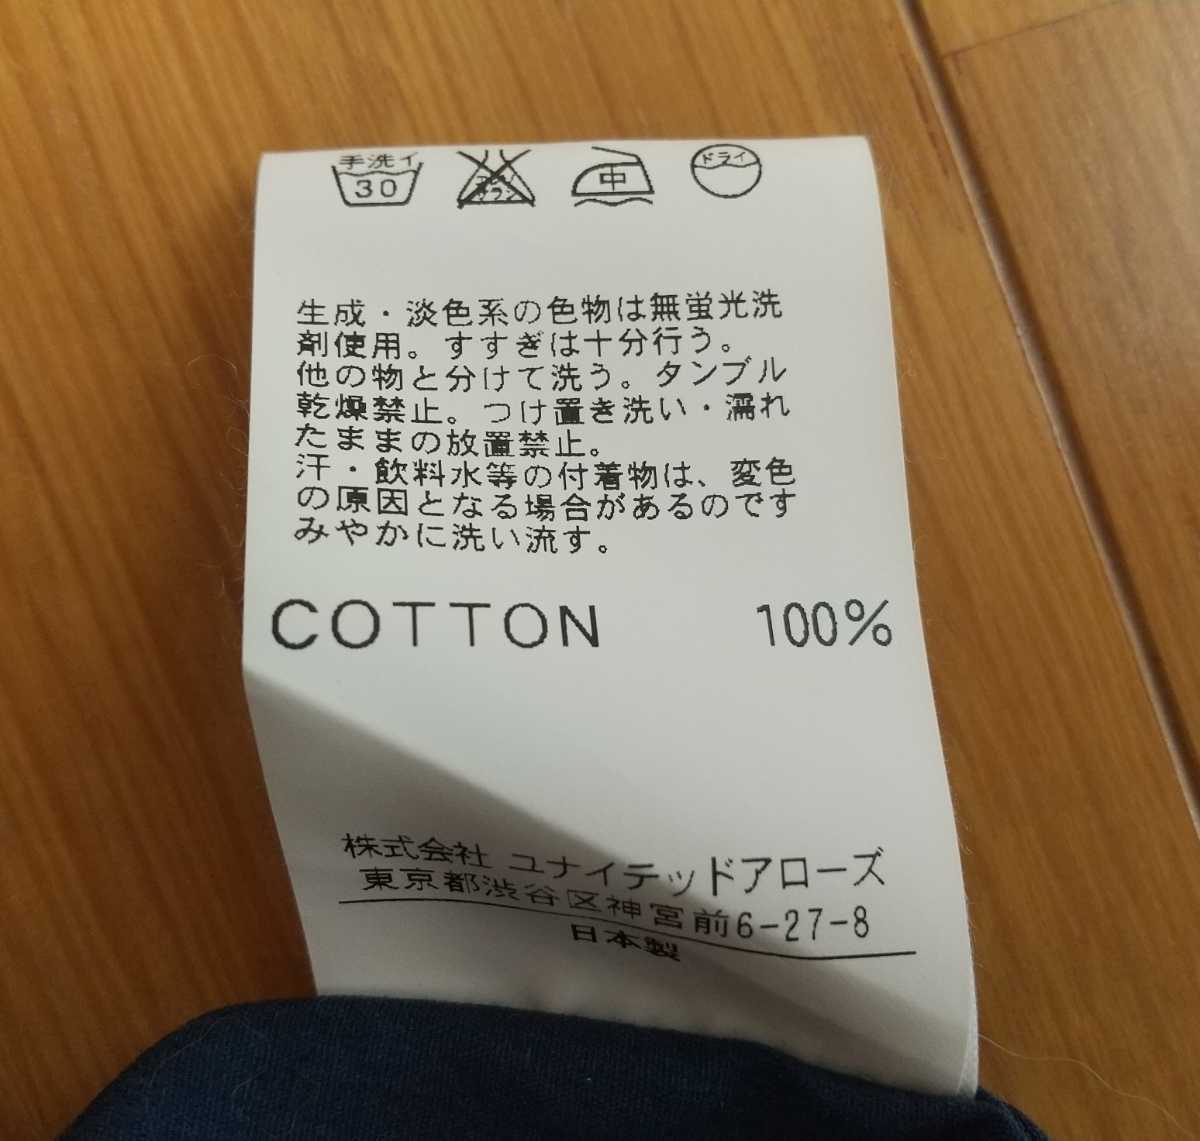 手洗イ
30
エンソ
サラシ
中
ドライ
生成・淡色系の色物は無蛍光洗
剤使用。すすぎは十分行う。
他の物と分けて洗う。タンブル
乾燥禁止。つけ置き洗い・濡れ
たままの放置禁止。
汗・飲料水等の付着物は、変色
の原因となる場合があるのです
みやかに洗い流す。
COTTON 100%
株式会社 ユナイテッドアローズ
東京都渋谷区神宮前6-27-8
日本製